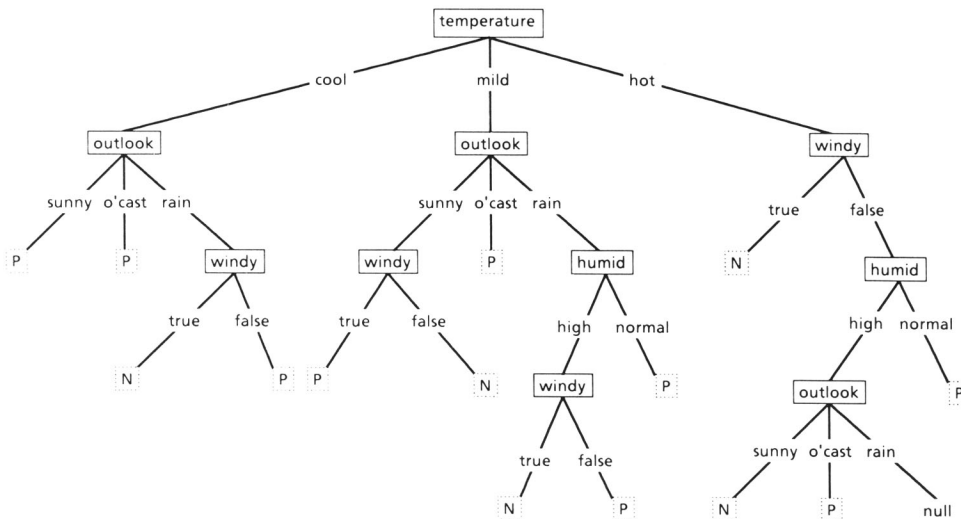 temperature
cool mild hot
outlook outlook windy
sunny o'cast rain sunny o'cast rain true false
P P windy windy P humid N humid
true false true false high normal high normal
N P P N windy P outlook P
true false sunny o'cast rain
N P N P null